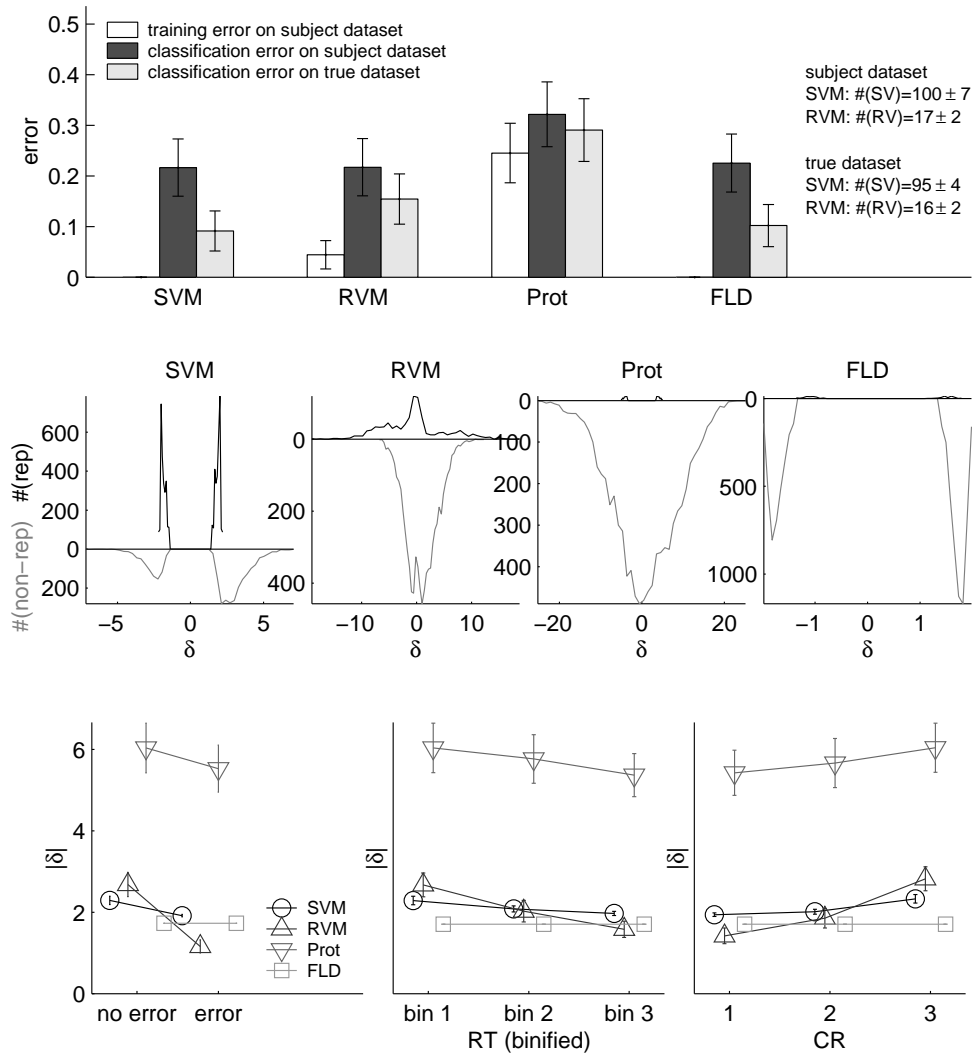 0.5
0.4
0.3
0.2
0.1
0
error
training error on subject dataset
classification error on subject dataset
classification error on true dataset
subject dataset
SVM: #(SV)=100 ± 7
RVM: #(RV)=17 ± 2
true dataset
SVM: #(SV)=95 ± 4
RVM: #(RV)=16 ± 2
SVM
RVM
Prot
FLD
SVM
600
400
200
0
200
#(non−rep) #(rep)
−5
0
5
δ
RVM
0
200
400
−10
0
10
δ
Prot
0
100
200
300
400
−20
0
20
δ
FLD
0
500
1000
−1
0
1
δ
6
4
2
0
|δ|
SVM
RVM
Prot
FLD
no error
error
|δ|
bin 1
bin 2
bin 3
RT (binified)
|δ|
1
2
3
CR